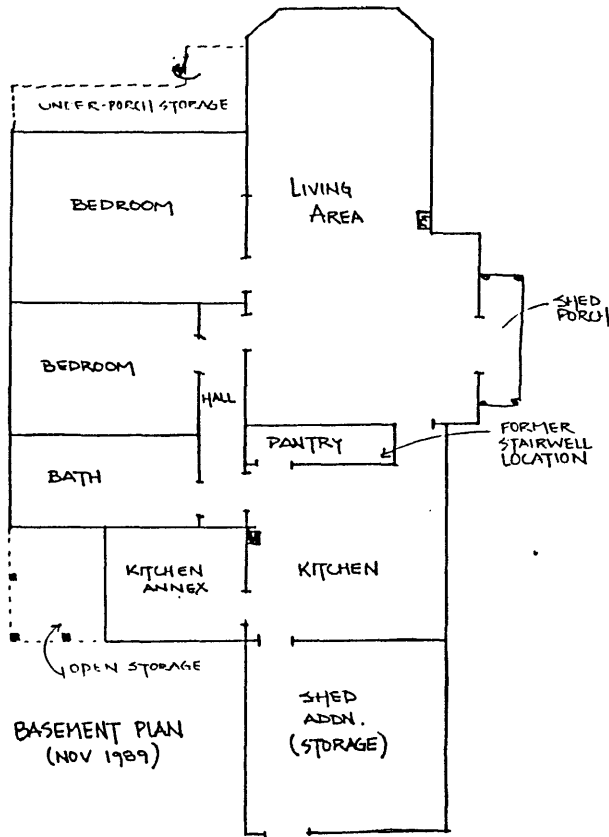 UNDER-PORCH STORAGE
BEDROOM
LIVING
AREA
SHED
PORCH
BEDROOM
HALL
PANTRY
FORMER
STAIRWELL
LOCATION
BATH
KITCHEN
ANNEX
KITCHEN
OPEN STORAGE
BASEMENT PLAN
(NOV 1989)
SHED
ADDN.
(STORAGE)